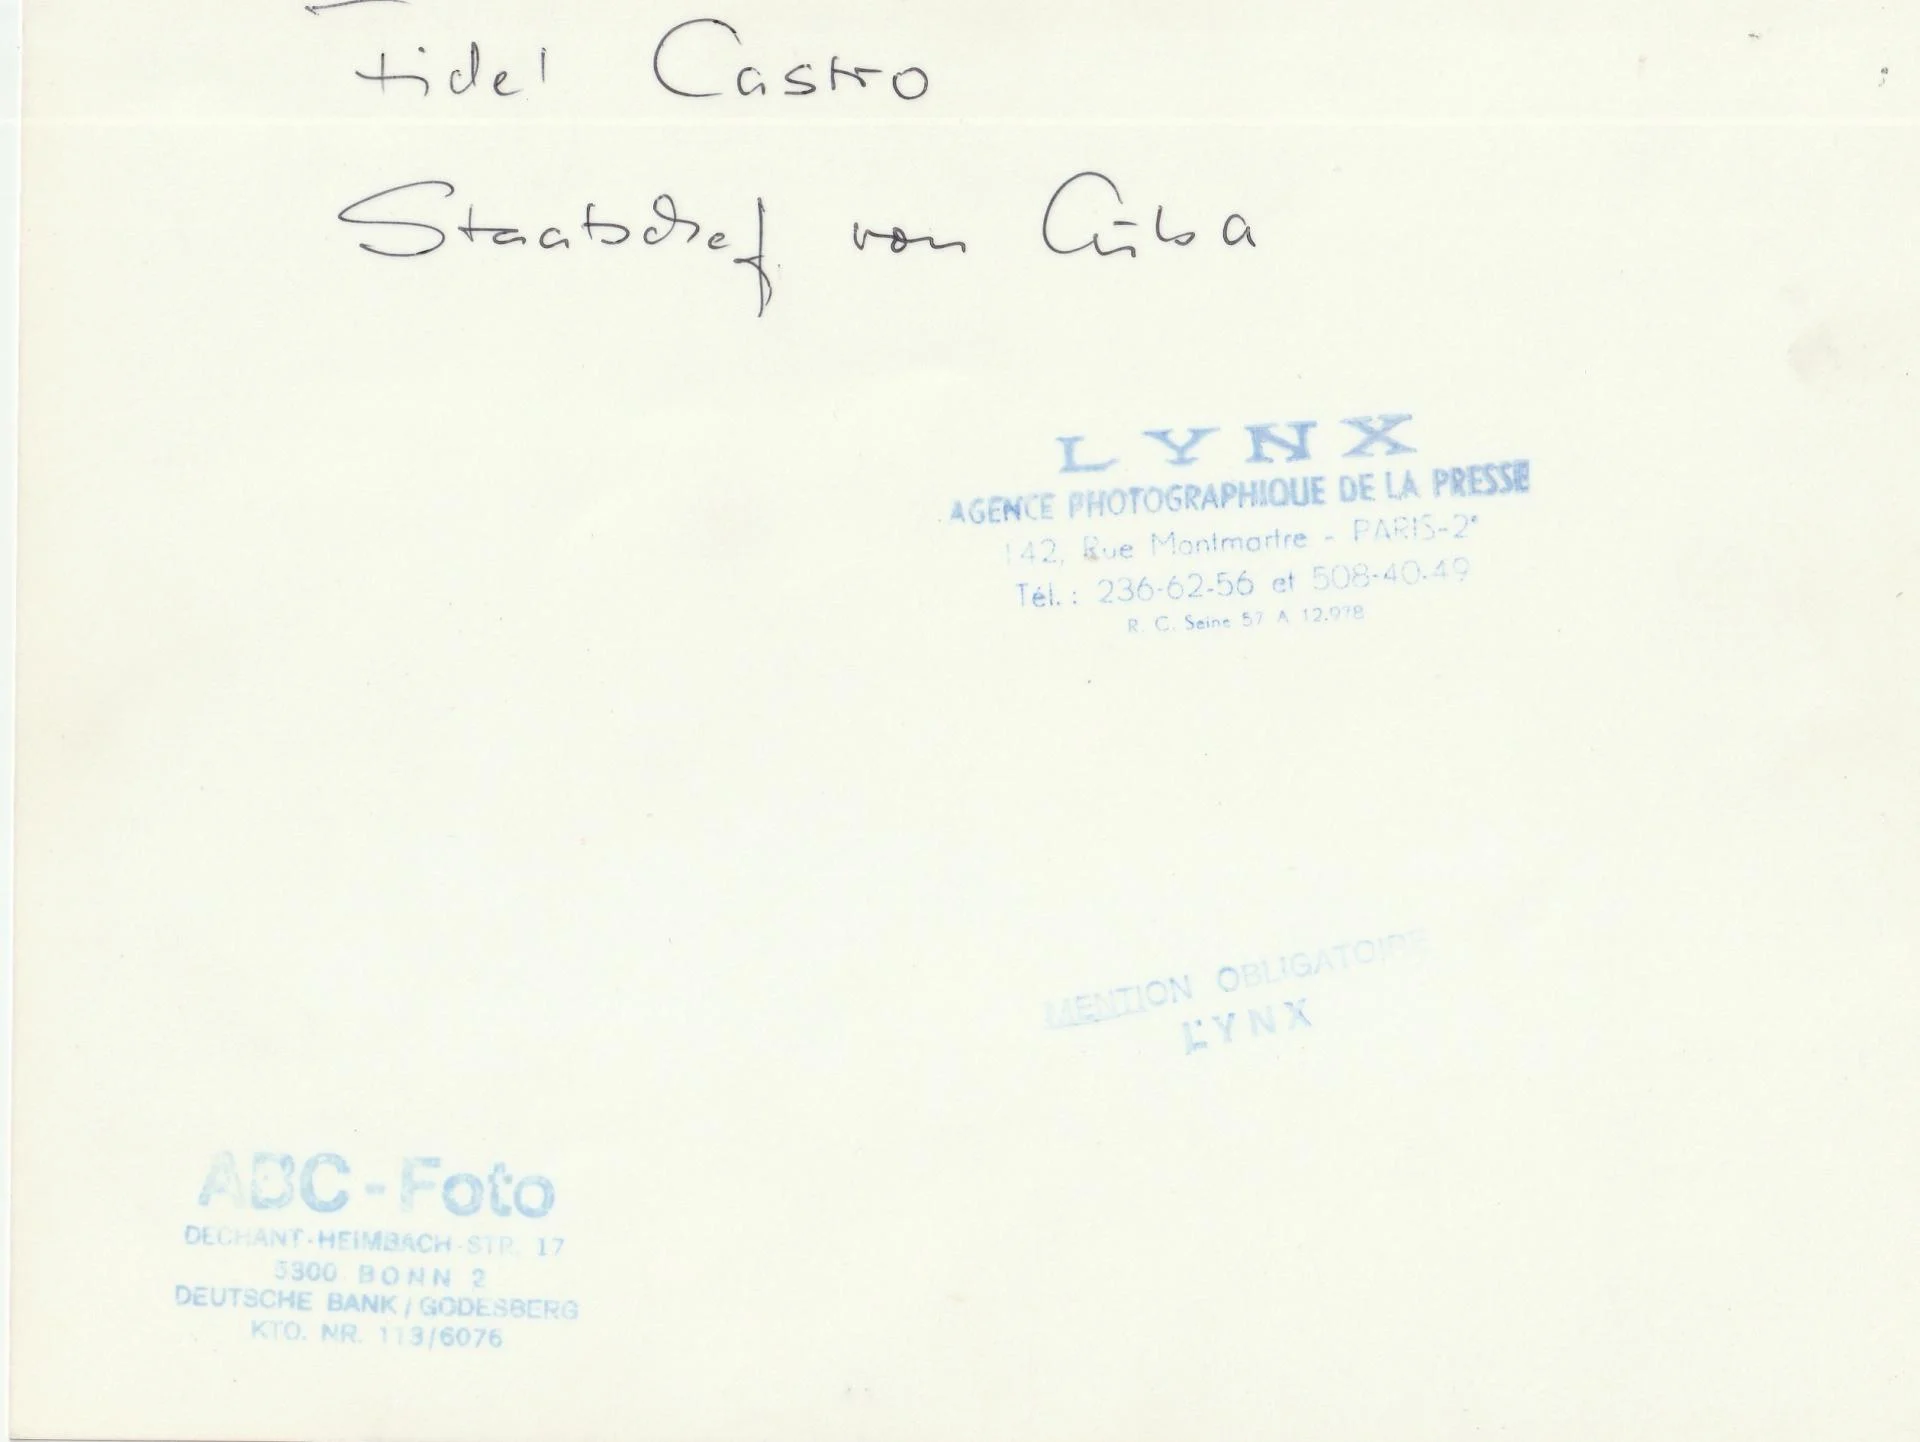 Fidel Castro
Staatschef von Cuba
LYNX
AGENCE PHOTOGRAPHIQUE DE LA PRESSE
142, Rue Montmartre - PARIS-2e
Tél. : 236-62-56 et 508-40-49
R. C. Seine 57 A 12.978
MENTION OBLIGATOIRE
LYNX
ABC-Foto
DECHANT-HEIMBACH-STR. 17
5300 BONN 2
DEUTSCHE BANK / GODESBERG
KTO. NR. 113/6076